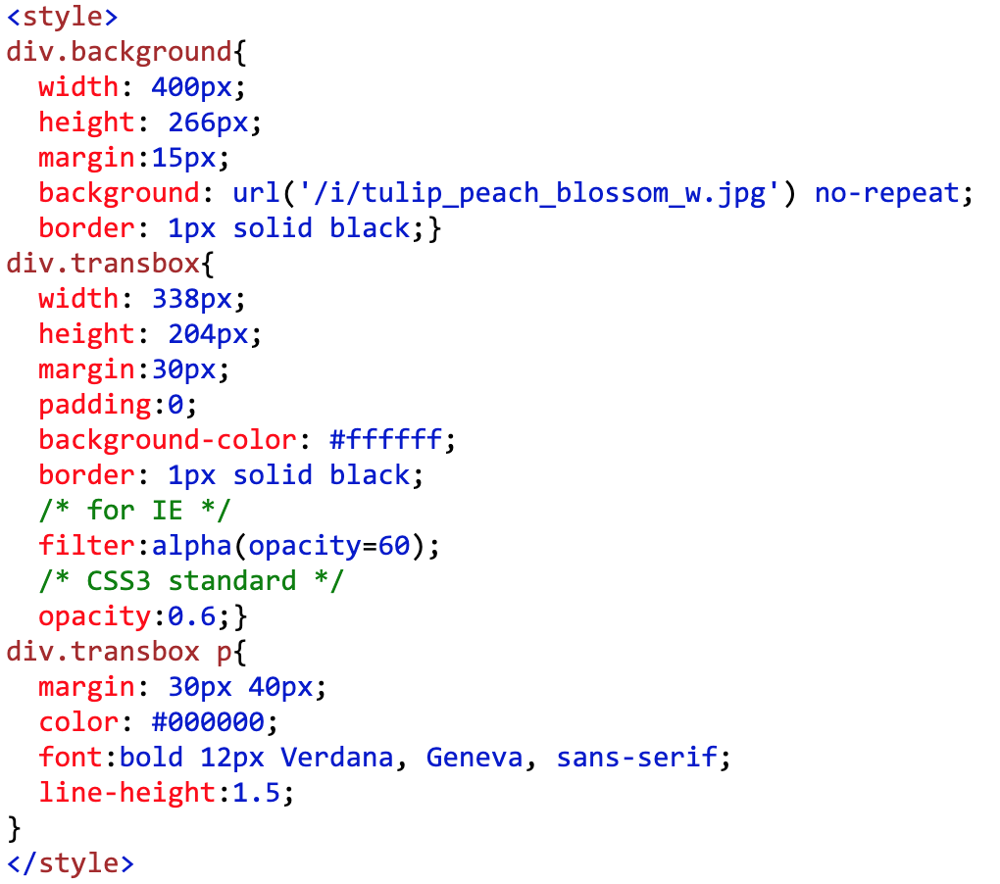 <style>
div.background{
  width: 400px;
  height: 266px;
  margin:15px;
  background: url('/i/tulip_peach_blossom_w.jpg') no-repeat;
  border: 1px solid black;}
div.transbox{
  width: 338px;
  height: 204px;
  margin:30px;
  padding:0;
  background-color: #ffffff;
  border: 1px solid black;
  /* for IE */
  filter:alpha(opacity=60);
  /* CSS3 standard */
  opacity:0.6;}
div.transbox p{
  margin: 30px 40px;
  color: #000000;
  font:bold 12px Verdana, Geneva, sans-serif;
  line-height:1.5;
}
</style>